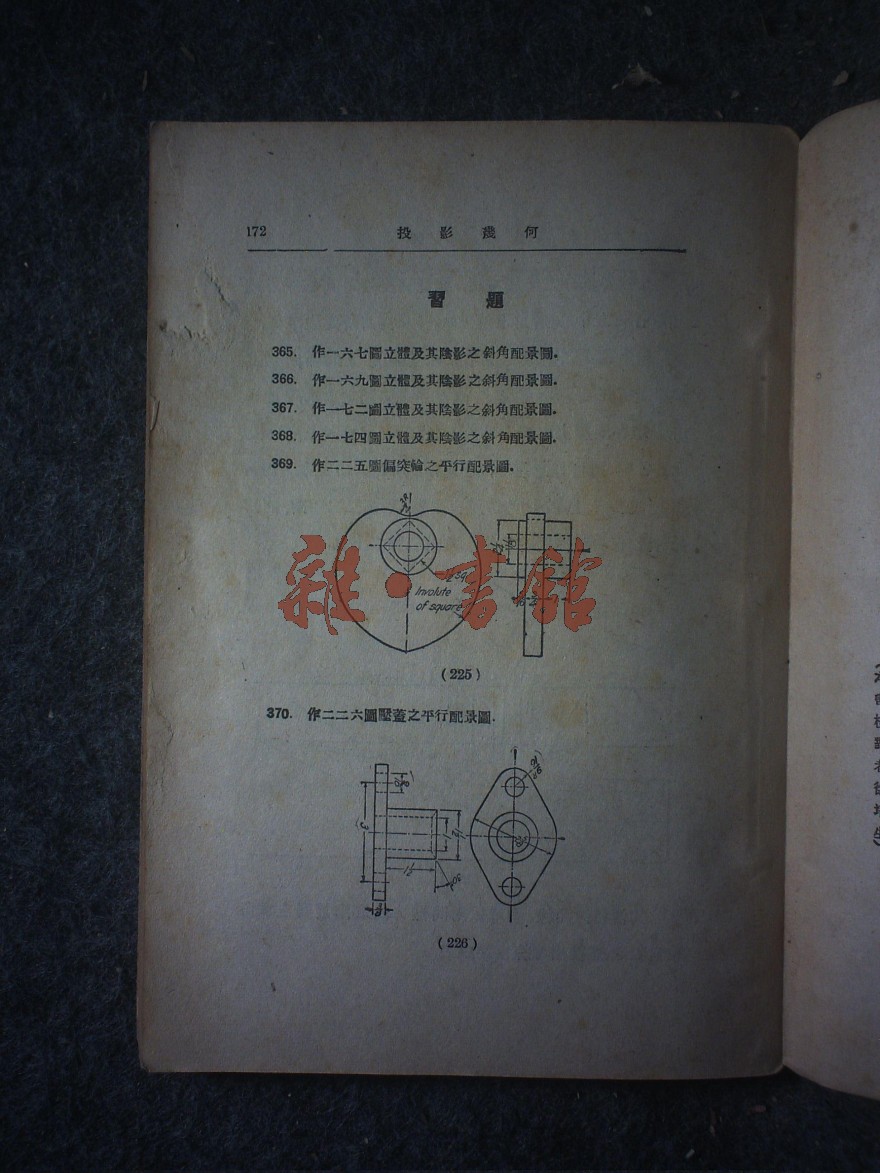 172
投影幾何
習題
365. 作一六七圖立體及其陰影之斜角配景圖.
366. 作一六九圖立體及其陰影之斜角配景圖.
367. 作一七二圖立體及其陰影之斜角配景圖.
368. 作一七四圖立體及其陰影之斜角配景圖.
369. 作二二五圖偏突輪之平行配景圖.
Involute
of square
雜·書館
(225)
370. 作二二六圖壓蓋之平行配景圖.
(226)